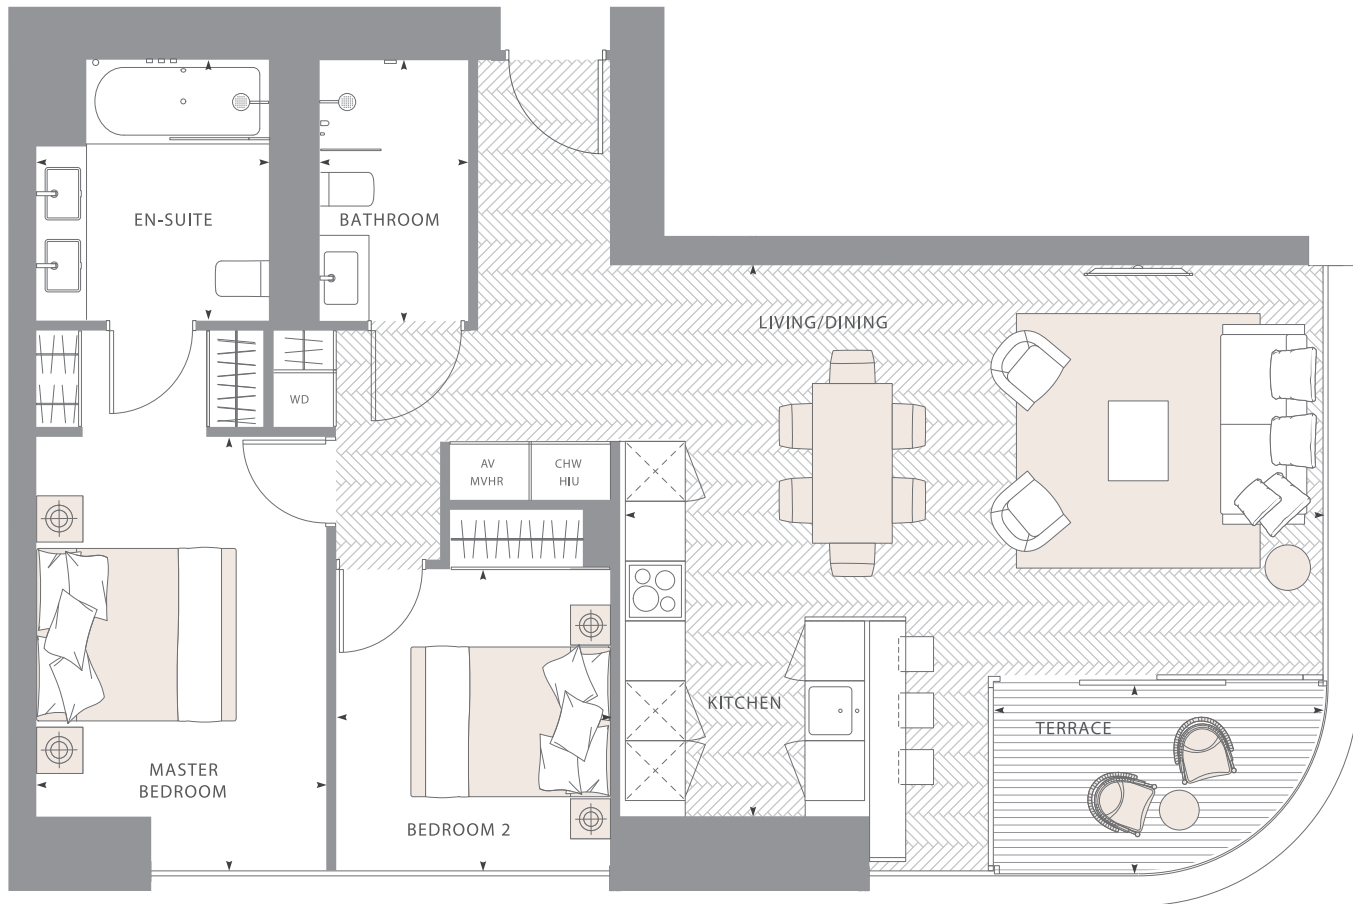 EN-SUITE
BATHROOM
LIVING/DINING
WD
AV
MVHR
CHW
HIU
KITCHEN
TERRACE
MASTER
BEDROOM
BEDROOM 2